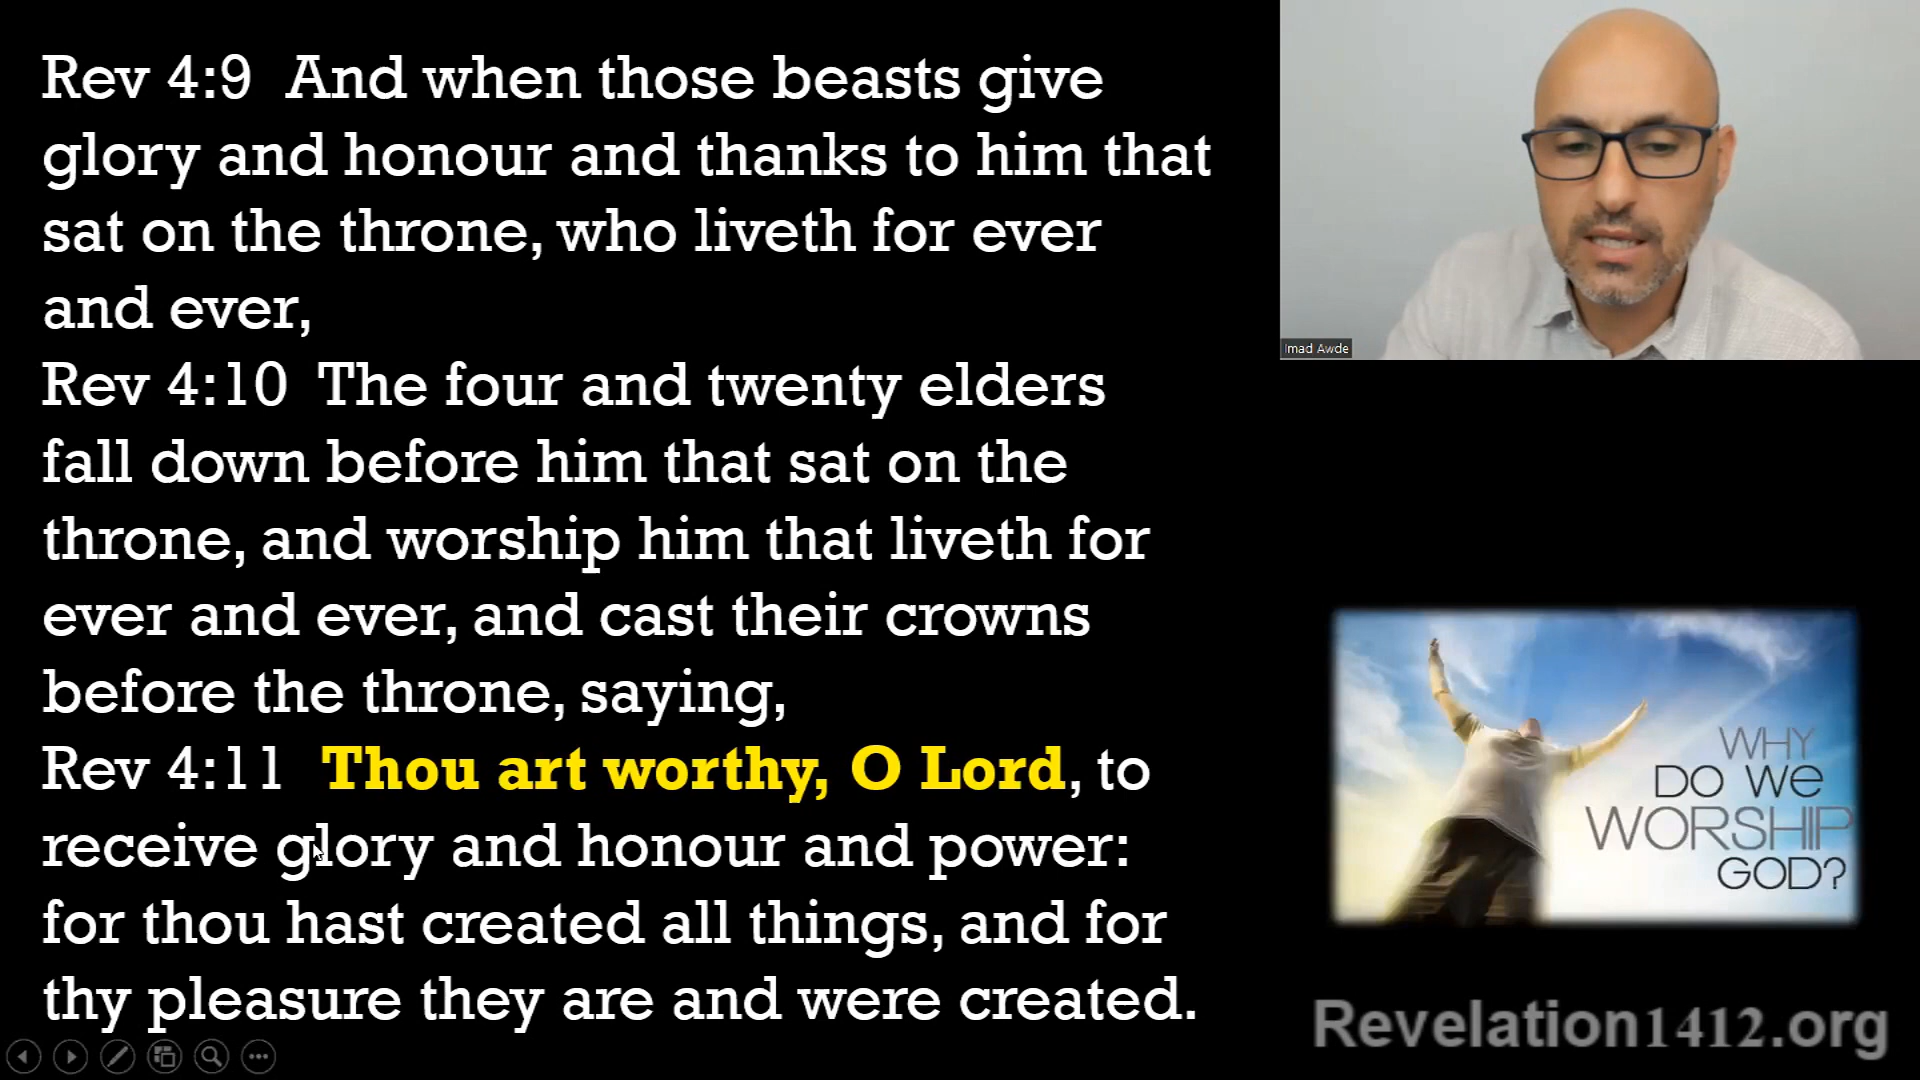 Rev 4:9 And when those beasts give
glory and honour and thanks to him that
sat on the throne, who liveth for ever
and ever,
Rev 4:10 The four and twenty elders
fall down before him that sat on the
throne, and worship him that liveth for
ever and ever, and cast their crowns
before the throne, saying,
Rev 4:11 Thou art worthy, O Lord, to
receive glory and honour and power:
for thou hast created all things, and for
thy pleasure they are and were created.
Imad Awde
WHY
DO We
WORSHIP
GOD?
Revelation1412.org